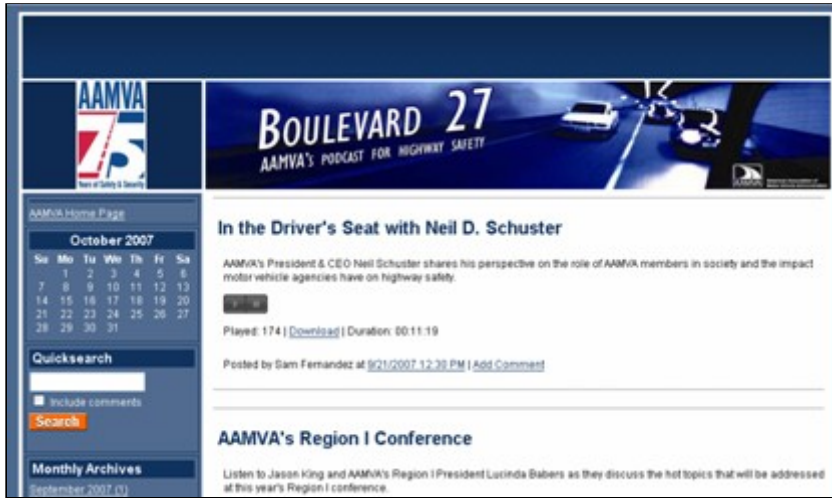 AAMVA
75
Years of Safety & Security
BOULEVARD 27
AAMVA'S PODCAST FOR HIGHWAY SAFETY
AAMVA
AAMVA Home Page
October 2007
Su Mo Tu We Th Fr Sa
1 2 3 4 5 6
7 8 9 10 11 12 13
14 15 16 17 18 19 20
21 22 23 24 25 26 27
28 29 30 31
Quicksearch
Include comments
Search
Monthly Archives
September 2007 (1)
In the Driver's Seat with Neil D. Schuster
AAMVA's President & CEO Neil Schuster shares his perspective on the role of AAMVA members in society and the impact
motor vehicle agencies have on highway safety.
Played: 174 | Download | Duration: 00:11:19
Posted by Sam Fernandez at 9/21/2007 12:30 PM | Add Comment
AAMVA's Region I Conference
Listen to Jason King and AAMVA's Region I President Lucinda Babers as they discuss the hot topics that will be addressed
at this year's Region I conference.